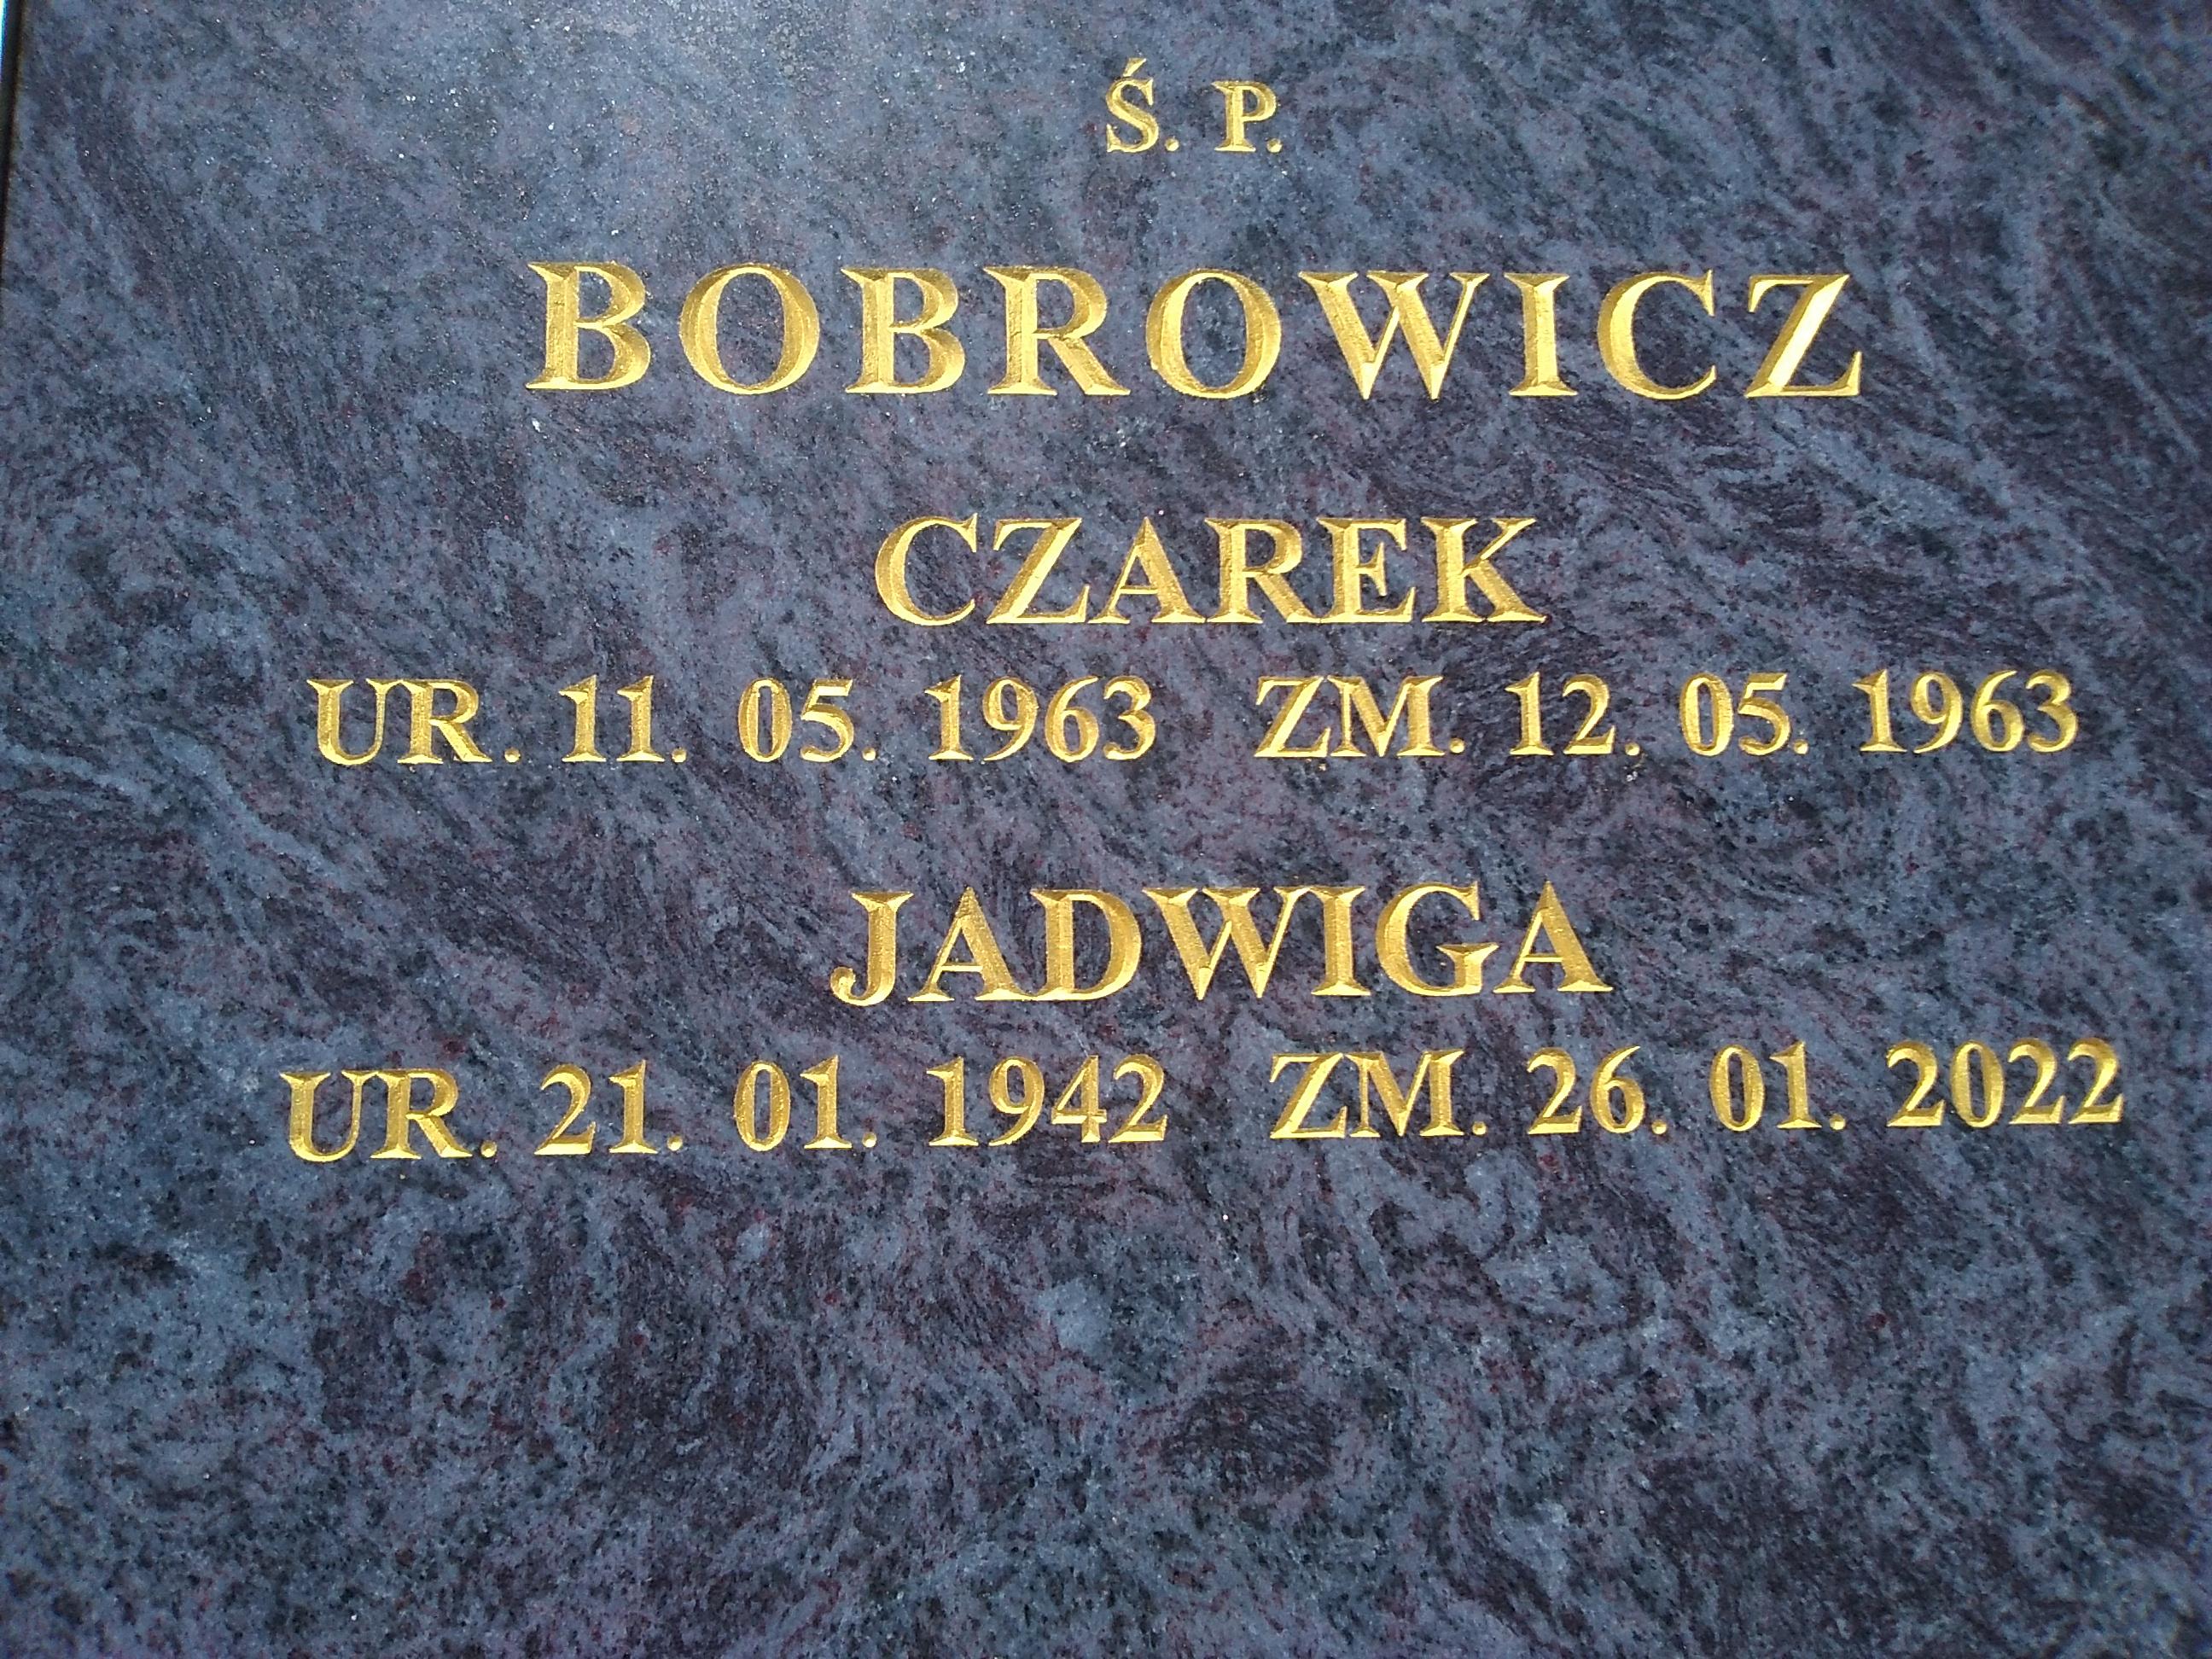 Ś. P.
BOBROWICZ
CZAREK
UR. 11. 05. 1963 ZM. 12. 05. 1963
JADWIGA
UR. 21. 01. 1942 ZM. 26. 01. 2022